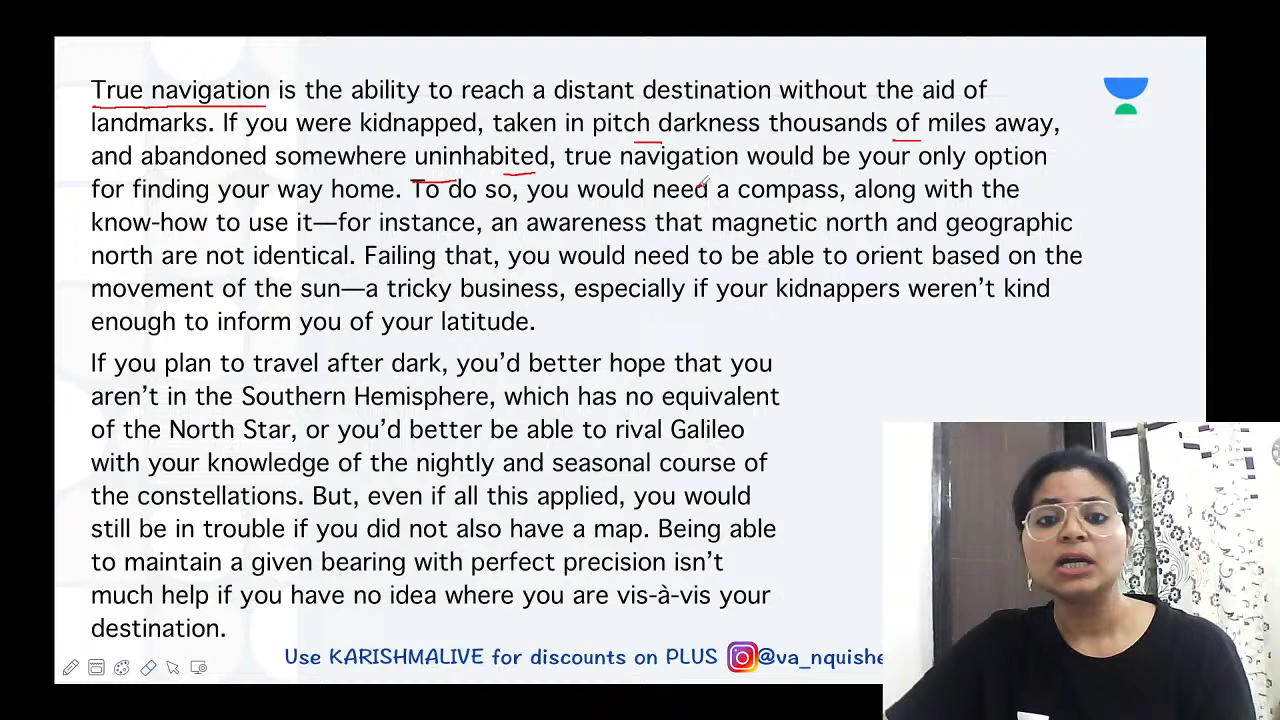 True navigation is the ability to reach a distant destination without the aid of
landmarks. If you were kidnapped, taken in pitch darkness thousands of miles away,
and abandoned somewhere uninhabited, true navigation would be your only option
for finding your way home. To do so, you would need a compass, along with the
know-how to use it—for instance, an awareness that magnetic north and geographic
north are not identical. Failing that, you would need to be able to orient based on the
movement of the sun—a tricky business, especially if your kidnappers weren't kind
enough to inform you of your latitude.
If you plan to travel after dark, you'd better hope that you
aren't in the Southern Hemisphere, which has no equivalent
of the North Star, or you'd better be able to rival Galileo
with your knowledge of the nightly and seasonal course of
the constellations. But, even if all this applied, you would
still be in trouble if you did not also have a map. Being able
to maintain a given bearing with perfect precision isn't
much help if you have no idea where you are vis-à-vis your
destination.
Use KARISHMALIVE for discounts on PLUS @va_nquishe